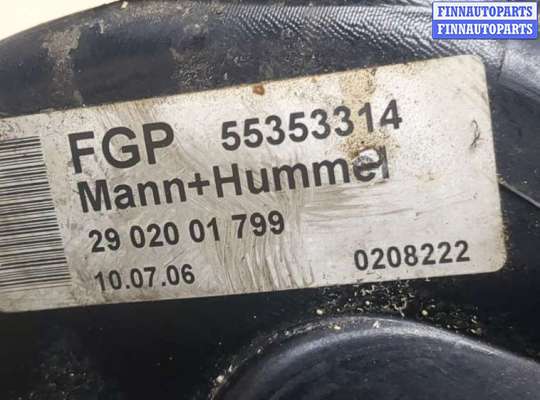 FINNAUTOPARTS
FINNAUTOPARTS
FGP 55353314
Mann+Hummel
29 020 01 799
10.07.06 0208222